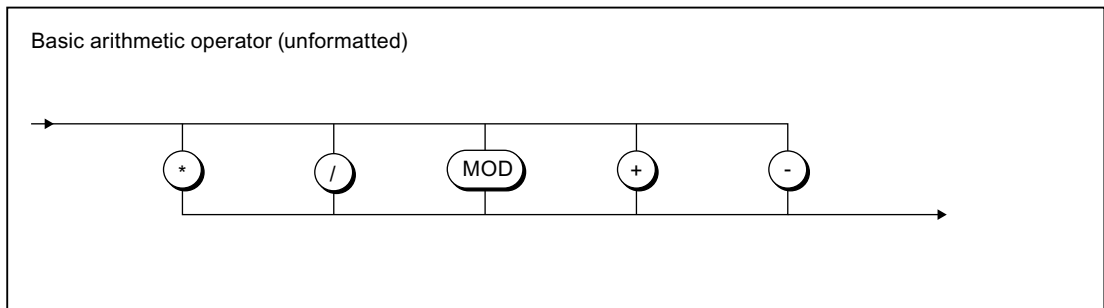 Basic arithmetic operator (unformatted)
* / MOD + -